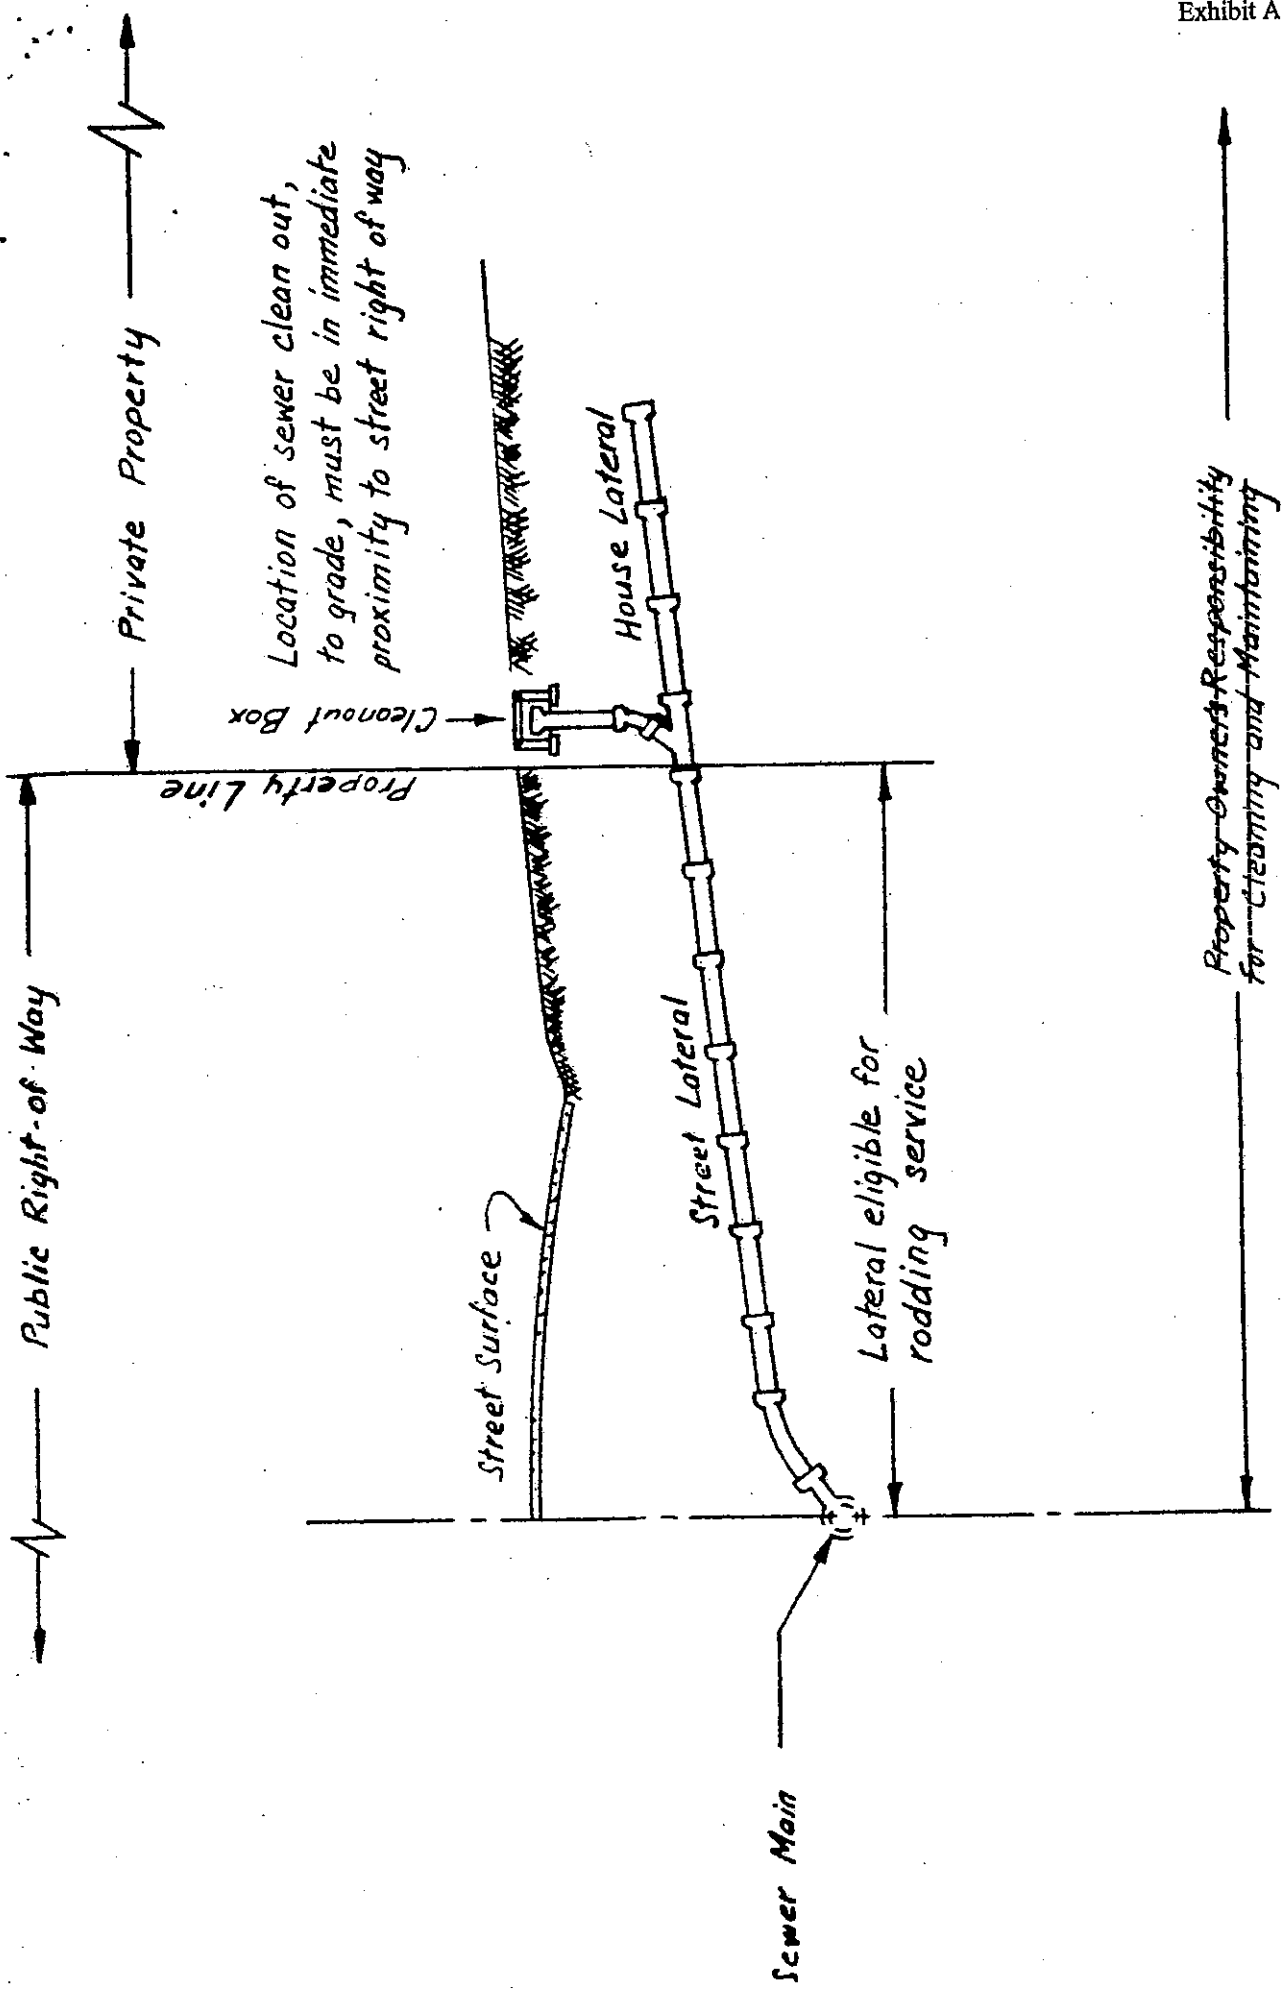 Exhibit A
Public Right-of-Way
Private Property
Location of sewer clean out,
to grade, must be in immediate
proximity to street right of way
Property Line
Cleanout Box
Street Surface
House Lateral
Street Lateral
Lateral eligible for
rodding service
Sewer Main
Property Owners Responsibility
For Cleaning and Maintaining